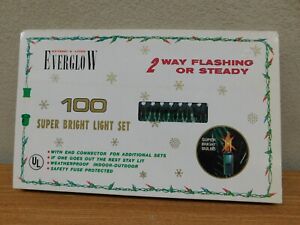 EVERGLOW
2 WAY FLASHING
OR STEADY
100
SUPER BRIGHT LIGHT SET
SUPER
BRIGHT
BULBS
• WITH END CONNECTOR FOR ADDITIONAL SETS
• IF ONE GOES OUT THE REST STAY LIT
• WEATHERPROOF INDOOR-OUTDOOR
• SAFETY FUSE PROTECTED
UL